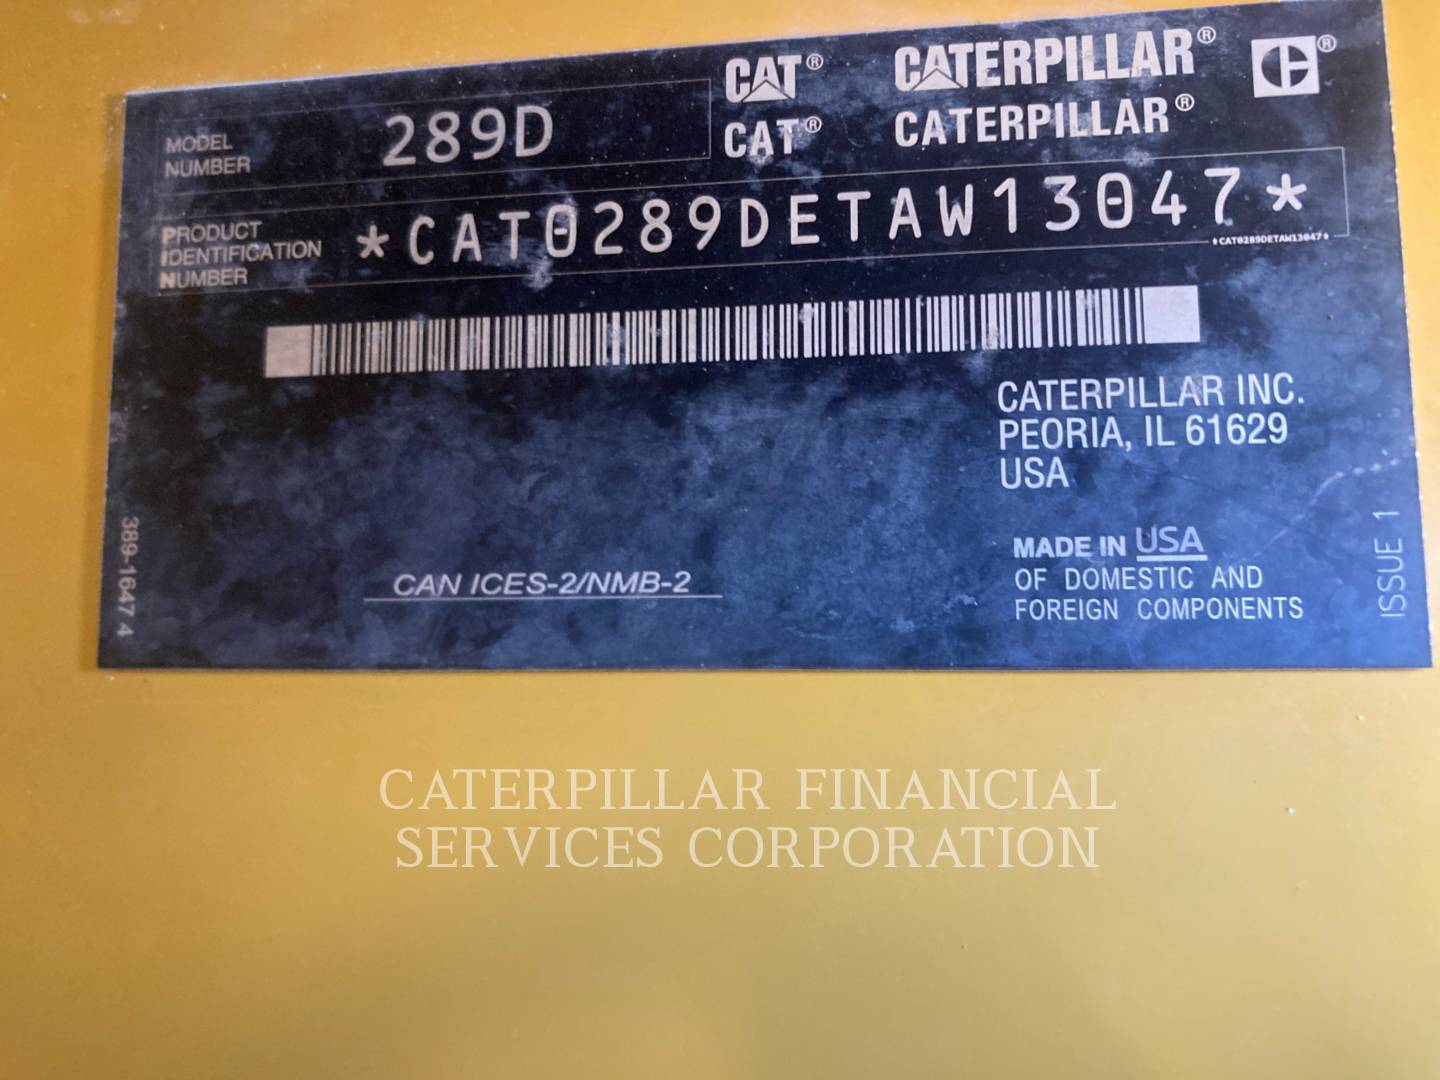 CAT® CATERPILLAR® CE®
CAT® CATERPILLAR®
MODEL
NUMBER
289D
PRODUCT
IDENTIFICATION
NUMBER
*CAT0289DETAW13047*
*CAT0289DETAW13047*
CATERPILLAR INC.
PEORIA, IL 61629
USA
MADE IN USA
OF DOMESTIC AND
FOREIGN COMPONENTS
CAN ICES-2/NMB-2
389-1647 4
ISSUE 1
CATERPILLAR FINANCIAL
SERVICES CORPORATION